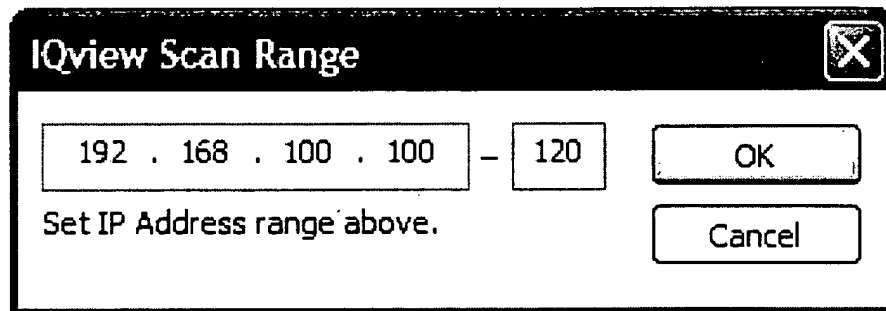 IQview Scan Range
192 . 168 . 100 . 100 – 120
OK
Set IP Address range above.
Cancel